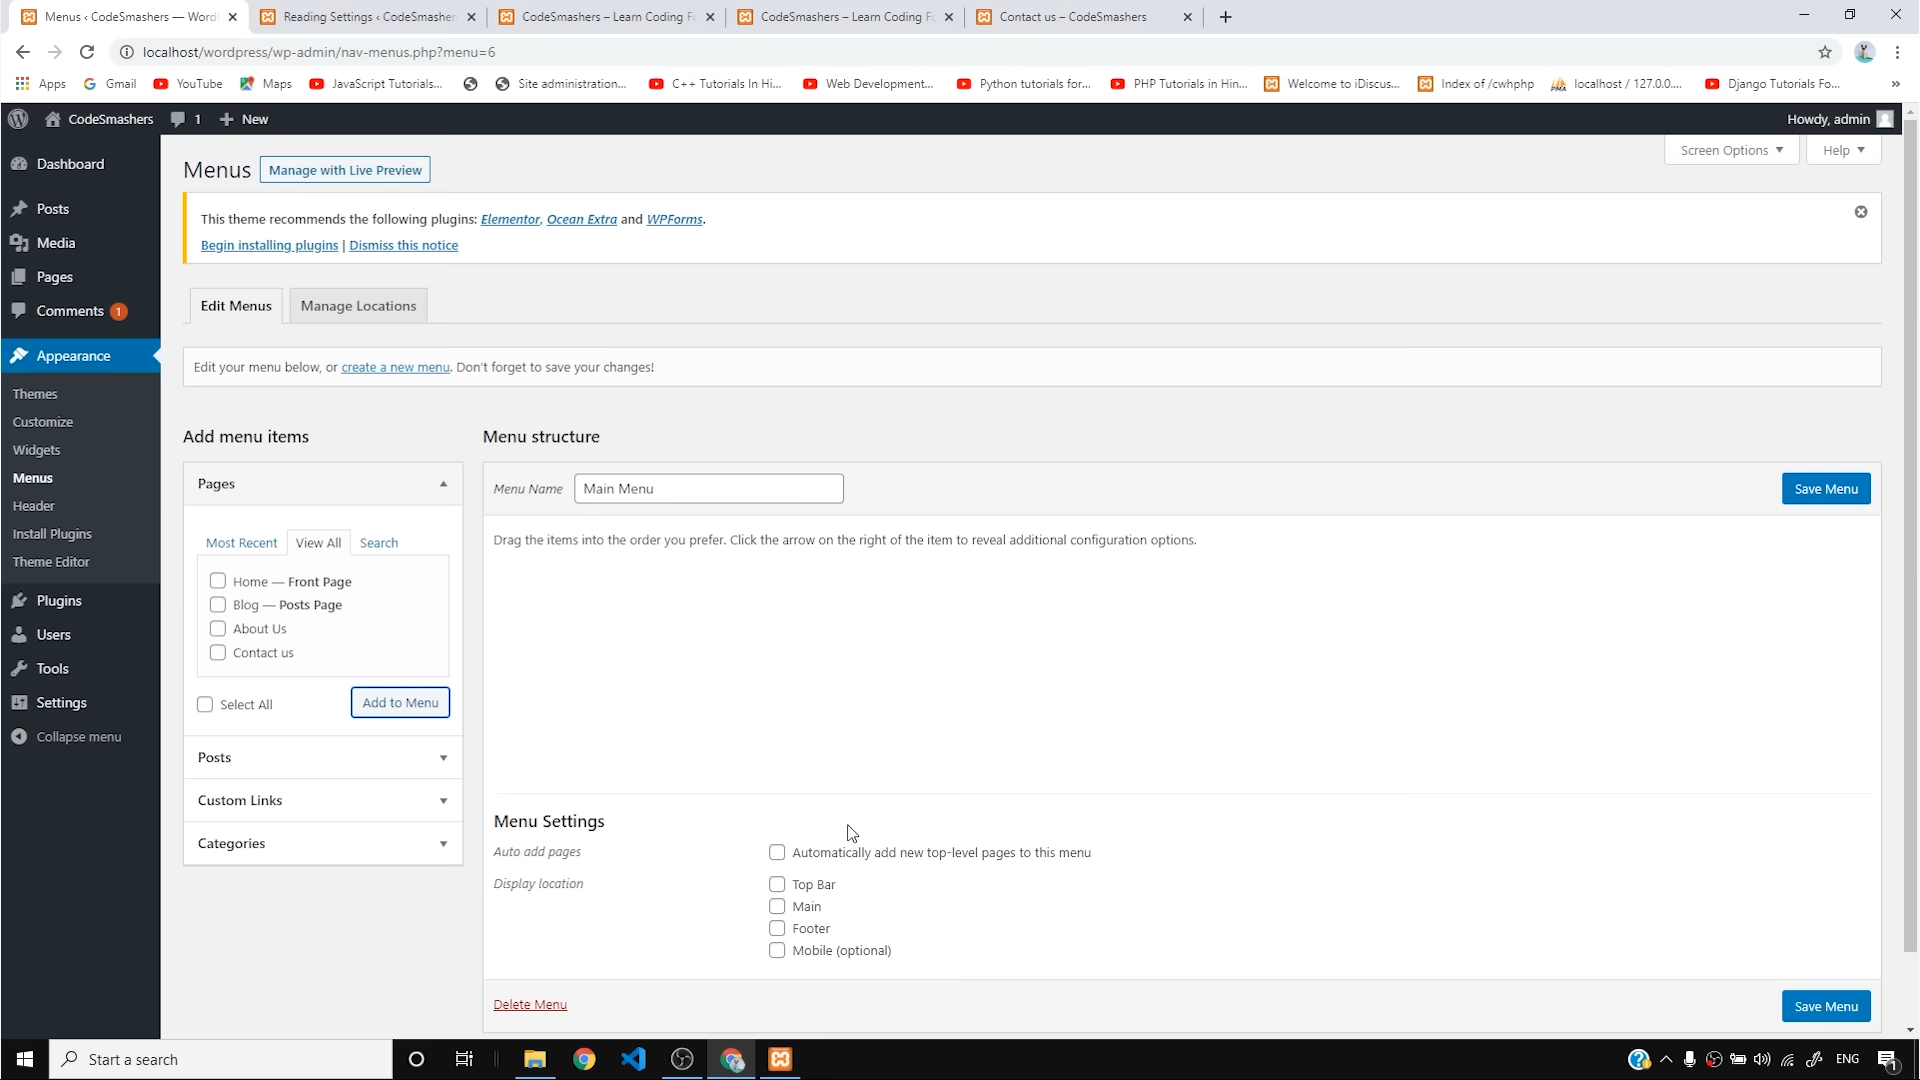 Menus ‹ CodeSmashers — Word
Reading Settings ‹ CodeSmashers
CodeSmashers – Learn Coding Fo
CodeSmashers – Learn Coding Fo
Contact us – CodeSmashers
localhost/wordpress/wp-admin/nav-menus.php?menu=6
Apps
Gmail
YouTube
Maps
JavaScript Tutorials...
Site administration...
C++ Tutorials In Hi...
Web Development...
Python tutorials for...
PHP Tutorials in Hin...
Welcome to iDiscus...
Index of /cwhphp
localhost / 127.0.0....
Django Tutorials Fo...
»
CodeSmashers
1
New
Howdy, admin
Dashboard
Posts
Media
Pages
Comments 1
Appearance
Themes
Customize
Widgets
Menus
Header
Install Plugins
Theme Editor
Plugins
Users
Tools
Settings
Collapse menu
Screen Options
Help
Menus
Manage with Live Preview
This theme recommends the following plugins: Elementor, Ocean Extra and WPForms.
Begin installing plugins | Dismiss this notice
Edit Menus
Manage Locations
Edit your menu below, or create a new menu. Don't forget to save your changes!
Add menu items
Pages
Most Recent
View All
Search
Home — Front Page
Blog — Posts Page
About Us
Contact us
Select All
Add to Menu
Posts
Custom Links
Categories
Menu structure
Menu Name
Main Menu
Save Menu
Drag the items into the order you prefer. Click the arrow on the right of the item to reveal additional configuration options.
Menu Settings
Auto add pages
Automatically add new top-level pages to this menu
Display location
Top Bar
Main
Footer
Mobile (optional)
Delete Menu
Save Menu
Start a search
ENG
1